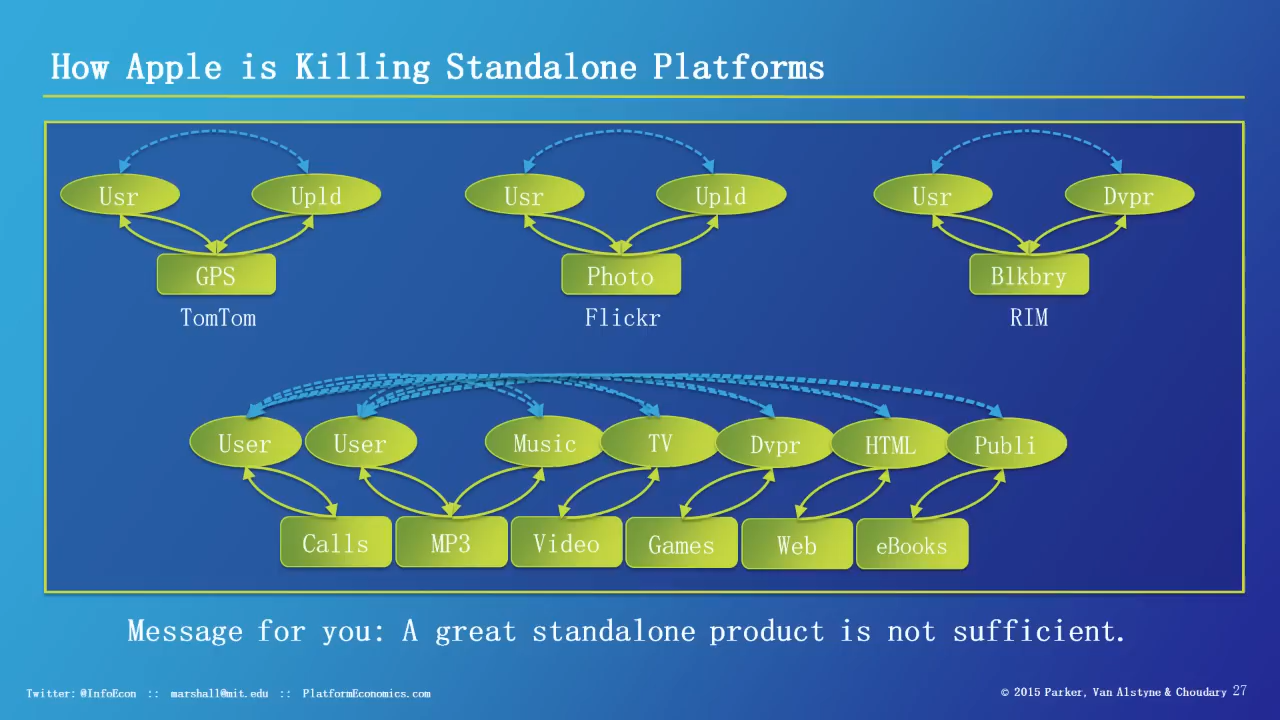 How Apple is Killing Standalone Platforms
Usr Upld Usr Upld Usr Dvpr
GPS Photo Blkbry
TomTom Flickr RIM
User User Music TV Dvpr HTML Publi
Calls MP3 Video Games Web eBooks
Message for you: A great standalone product is not sufficient.
Twitter: @InfoEcon :: marshall@mit.edu :: PlatformEconomics.com
© 2015 Parker, Van Alstyne & Choudary 27